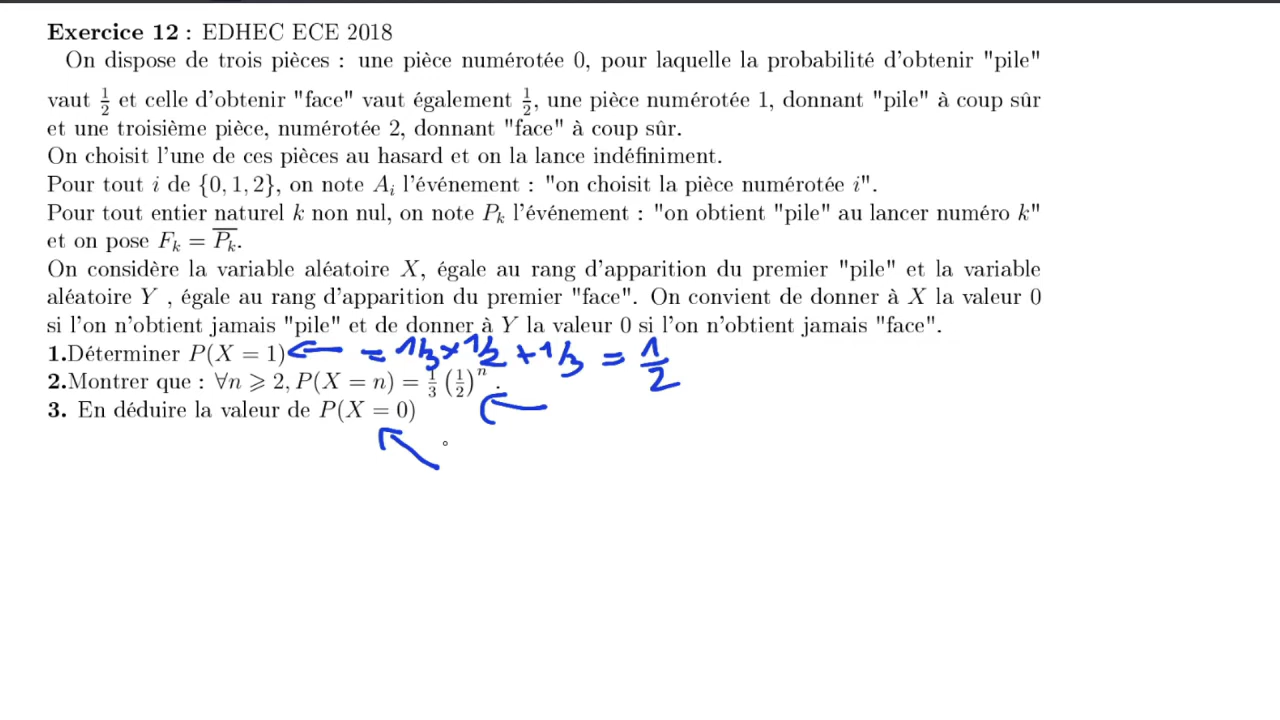 Exercice 12 : EDHEC ECE 2018
On dispose de trois pièces : une pièce numérotée 0, pour laquelle la probabilité d'obtenir "pile"
vaut 1/2 et celle d'obtenir "face" vaut également 1/2, une pièce numérotée 1, donnant "pile" à coup sûr
et une troisième pièce, numérotée 2, donnant "face" à coup sûr.
On choisit l'une de ces pièces au hasard et on la lance indéfiniment.
Pour tout i de {0, 1, 2}, on note A_i l'événement : "on choisit la pièce numérotée i".
Pour tout entier naturel k non nul, on note P_k l'événement : "on obtient "pile" au lancer numéro k"
et on pose F_k = \overline{P_k}.
On considère la variable aléatoire X, égale au rang d'apparition du premier "pile" et la variable
aléatoire Y , égale au rang d'apparition du premier "face". On convient de donner à X la valeur 0
si l'on n'obtient jamais "pile" et de donner à Y la valeur 0 si l'on n'obtient jamais "face".
1.Déterminer P(X = 1) ← = 1/3 × 1/2 + 1/3 = 1/2
2.Montrer que : ∀n ⩾ 2, P(X = n) = 1/3 (1/2)^n .
3. En déduire la valeur de P(X = 0)